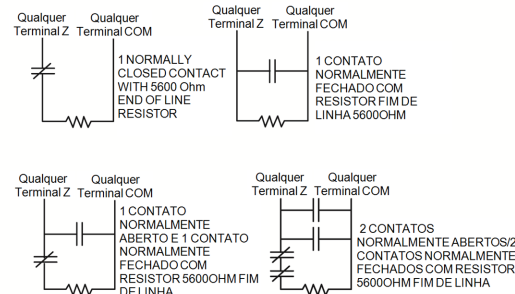 Qualquer Terminal Z
Qualquer Terminal COM
1 NORMALLY
CLOSED CONTACT
WITH 5600 Ohm
END OF LINE
RESISTOR
Qualquer Terminal Z
Qualquer Terminal COM
1 CONTATO
NORMALMENTE
FECHADO COM
RESISTOR FIM DE
LINHA 5600OHM
Qualquer Terminal Z
Qualquer Terminal COM
1 CONTATO
NORMALMENTE
ABERTO E 1 CONTATO
NORMALMENTE
FECHADO COM
RESISTOR 5600OHM FIM
DE LINHA
Qualquer Terminal Z
Qualquer Terminal COM
2 CONTATOS
NORMALMENTE ABERTOS/2
CONTATOS NORMALMENTE
FECHADOS COM RESISTOR
5600OHM FIM DE LINHA